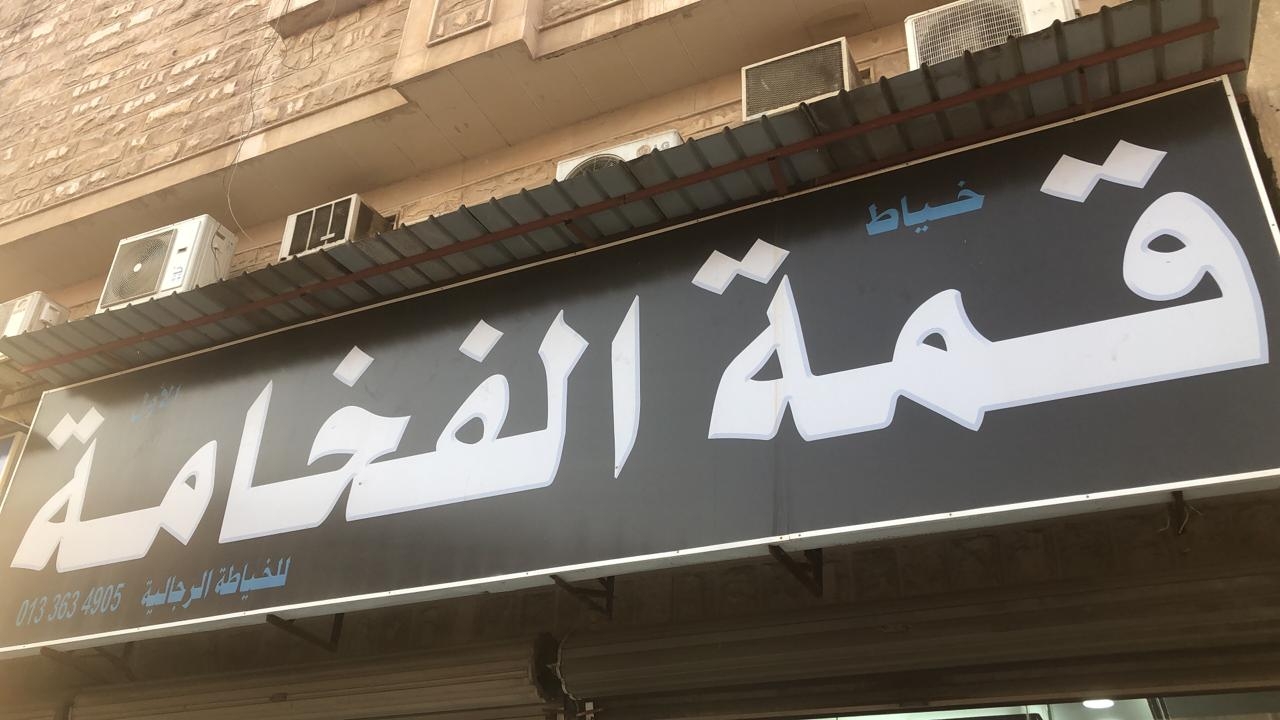 خياط
قمة الفخامة
للخياطة الرجالية 013 363 4905